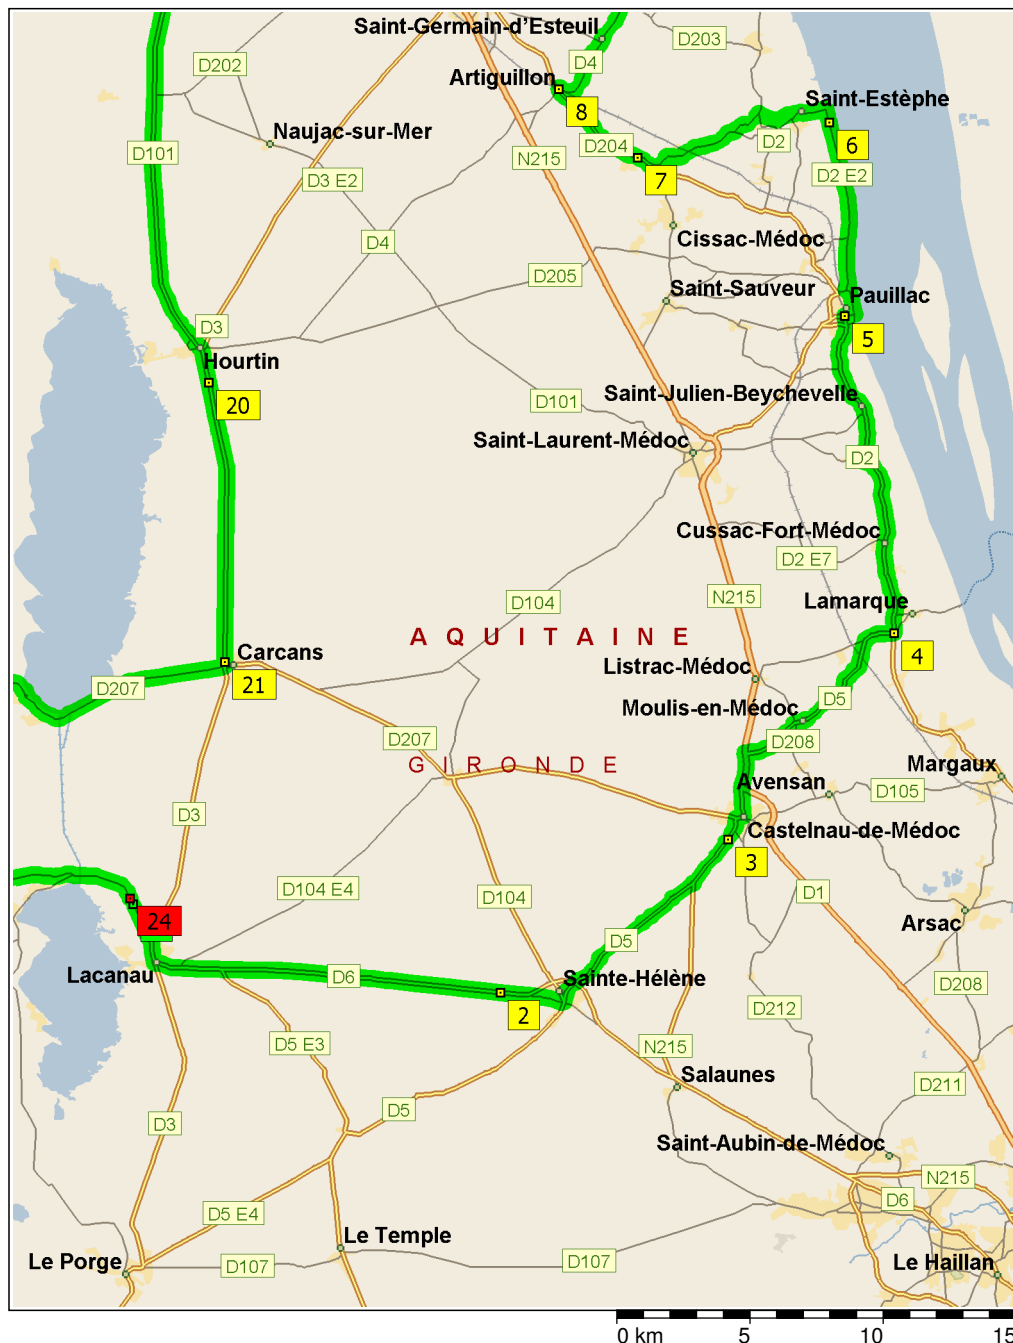 Saint-Germain-d'Esteuil
D203
D202
D4
Artiguillon
8
Saint-Estèphe
D101
Naujac-sur-Mer
N215
D204
D2
6
D3 E2
7
D2 E2
D4
Cissac-Médoc
D205
Saint-Sauveur
Pauillac
D3
5
Hourtin
20
D101
Saint-Julien-Beychevelle
Saint-Laurent-Médoc
D2
Cussac-Fort-Médoc
D2 E7
D104
N215
Lamarque
AQUITAINE
4
Carcans
Listrac-Médoc
21
D207
D5
Moulis-en-Médoc
D207
D208
GIRONDE
Margaux
Avensan
D105
D3
Castelnau-de-Médoc
3
D104 E4
D104
D1
24
Arsac
D5
Lacanau
D6
Sainte-Hélène
D208
2
D212
D5 E3
N215
Salaunes
D211
D5
D3
Saint-Aubin-de-Médoc
N215
D6
D5 E4
Le Temple
Le Porge
D107
D107
Le Haillan
0 km 5 10 15